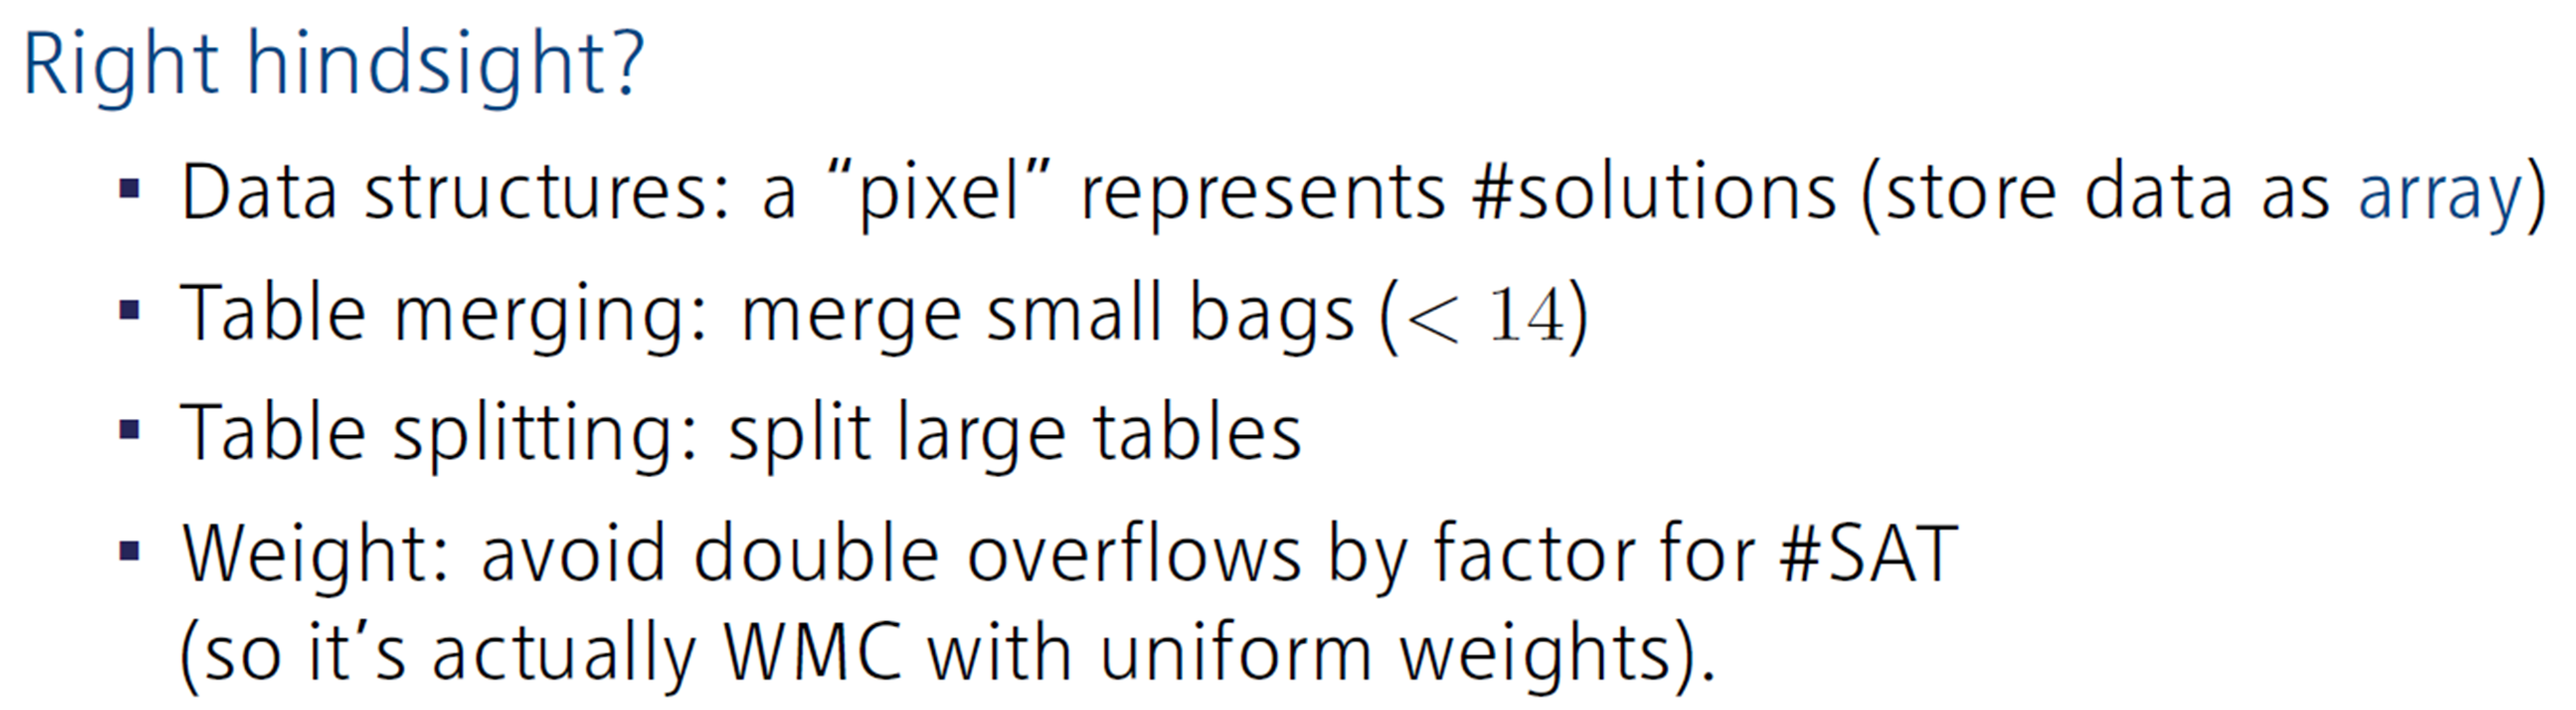 Right hindsight?
▪ Data structures: a “pixel” represents #solutions (store data as array)
▪ Table merging: merge small bags (< 14)
▪ Table splitting: split large tables
▪ Weight: avoid double overflows by factor for #SAT
(so it’s actually WMC with uniform weights).